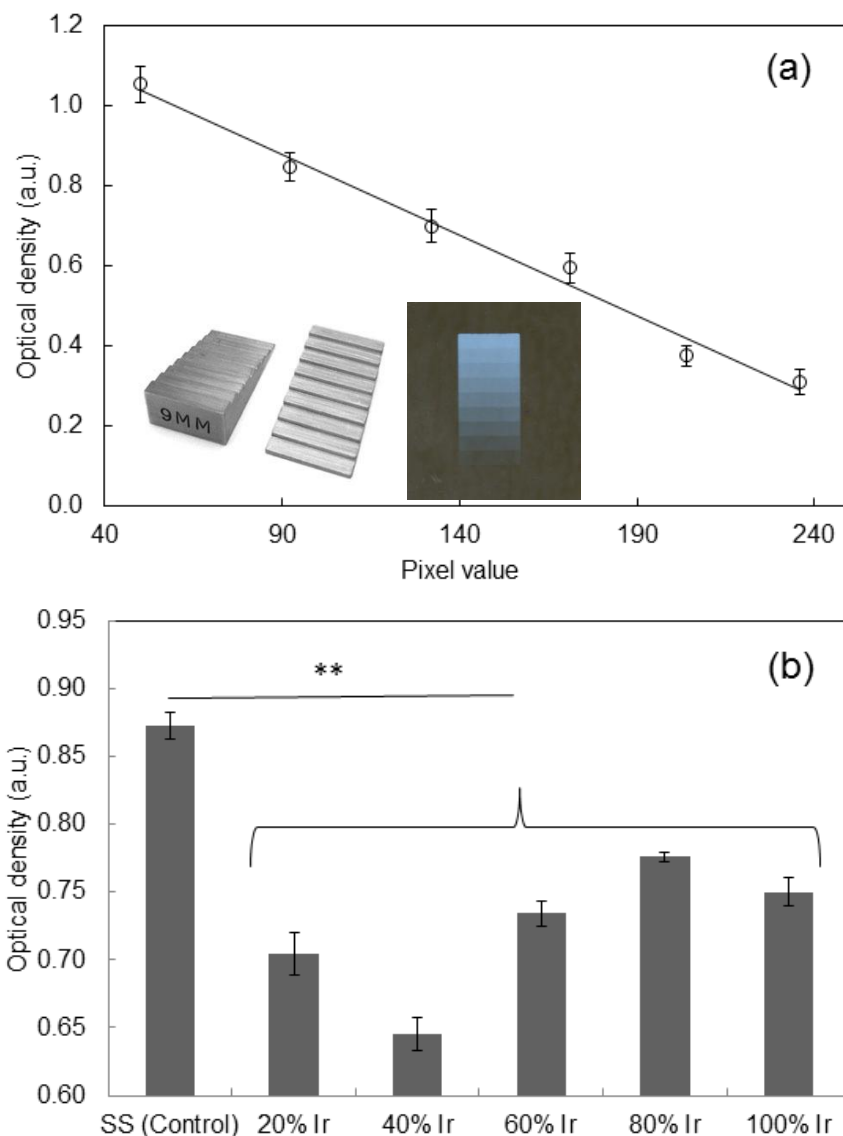 1.2
(a)
1.0
0.8
0.6
0.4
0.2
0.0
Optical density (a.u.)
9MM
40 90 140 190 240
Pixel value
0.95
(b)
**
0.90
0.85
0.80
0.75
0.70
0.65
0.60
Optical density (a.u.)
SS (Control) 20% Ir 40% Ir 60% Ir 80% Ir 100% Ir